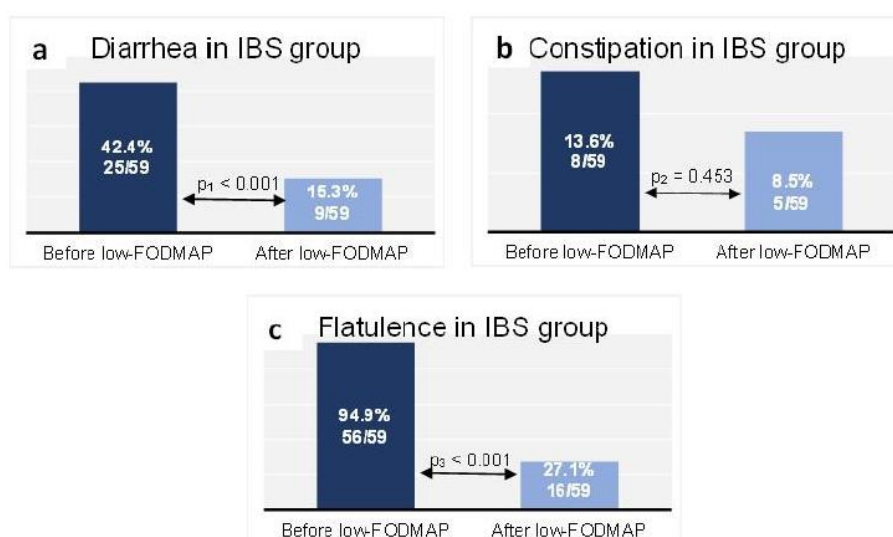 a Diarrhea in IBS group
42.4%
25/59
p₁ < 0.001
15.3%
9/59
Before low-FODMAP After low-FODMAP
b Constipation in IBS group
13.6%
8/59
p₂ = 0.453
8.5%
5/59
Before low-FODMAP After low-FODMAP
c Flatulence in IBS group
94.9%
56/59
p₃ < 0.001
27.1%
16/59
Before low-FODMAP After low-FODMAP